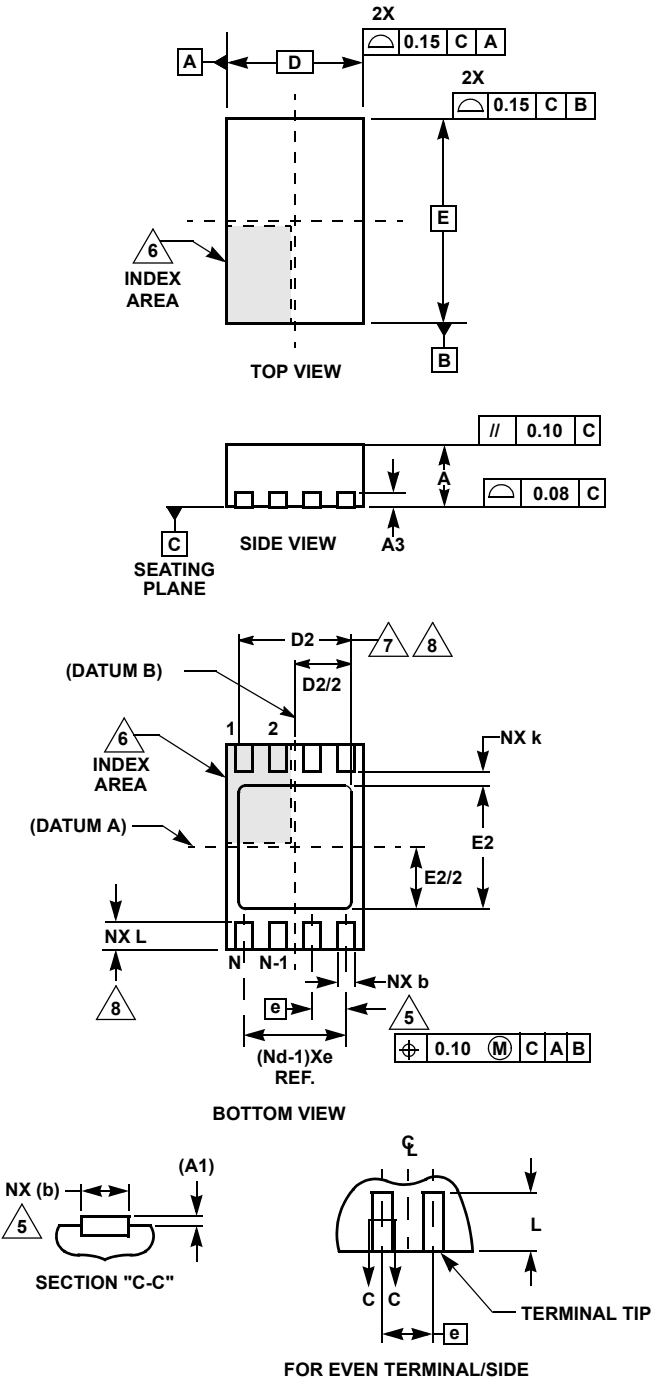 2X
0.15 C A
A D
2X
0.15 C B
E
6
INDEX
AREA
B
TOP VIEW
// 0.10 C
A
0.08 C
C
SIDE VIEW
A3
SEATING
PLANE
D2
7 8
(DATUM B)
D2/2
1 2
6
NX k
INDEX
AREA
(DATUM A)
E2
E2/2
NX L
N N-1
NX b
8
e
5
(Nd-1)Xe
REF.
0.10 M C A B
BOTTOM VIEW
(A1)
NX (b)
5
SECTION "C-C"
CL
L
C C
TERMINAL TIP
e
FOR EVEN TERMINAL/SIDE